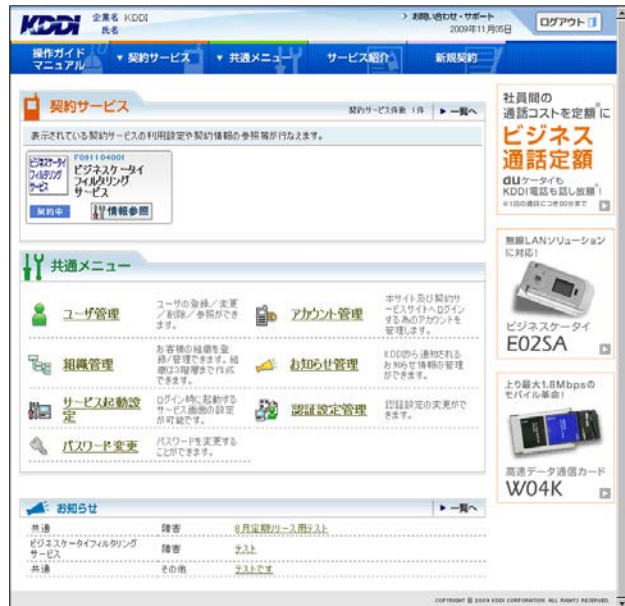 KDDI
企業名 KDDI
氏名
お問い合わせ・サポート
2009年11月05日
ログアウト
操作ガイド
マニュアル
契約サービス
共通メニュー
サービス紹介
新規契約
契約サービス
契約サービス件数 1件
一覧へ
表示されている契約サービスの利用設定や契約情報の参照等が行なえます。
ビジネスケータイ
フィルタリング
サービス
F091104001
ビジネスケータイ
フィルタリング
サービス
契約中
情報参照
共通メニュー
ユーザ管理
ユーザの登録/変更
/削除/参照ができ
ます。
アカウント管理
本サイト及び契約サ
ービスサイトへログイン
する為のアカウントを
管理します。
組織管理
お客様の組織を登
録/管理できます。組
織は3階層まで作成
できます。
お知らせ管理
KDDIから通知される
お知らせ情報の管理
ができます。
サービス起動設
定
ログイン時に起動する
サービス画面の設定
が可能です。
認証設定管理
認証設定の変更がで
きます。
パスワード変更
パスワードを変更する
ことができます。
お知らせ
一覧へ
共通 障害 8月定期リリース用テスト
ビジネスケータイフィルタリング
サービス
障害 テスト
共通 その他 テストです
社員間の
通話コストを定額に
ビジネス
通話定額
auケータイも
KDDI電話も話し放題!
※1回の通話につき90分まで
無線LANソリューション
に対応!
ビジネスケータイ
E02SA
上り最大1.8Mbpsの
モバイル革命!
高速データ通信カード
W04K
COPYRIGHT © 2009 KDDI CORPORATION. ALL RIGHTS RESERVED.